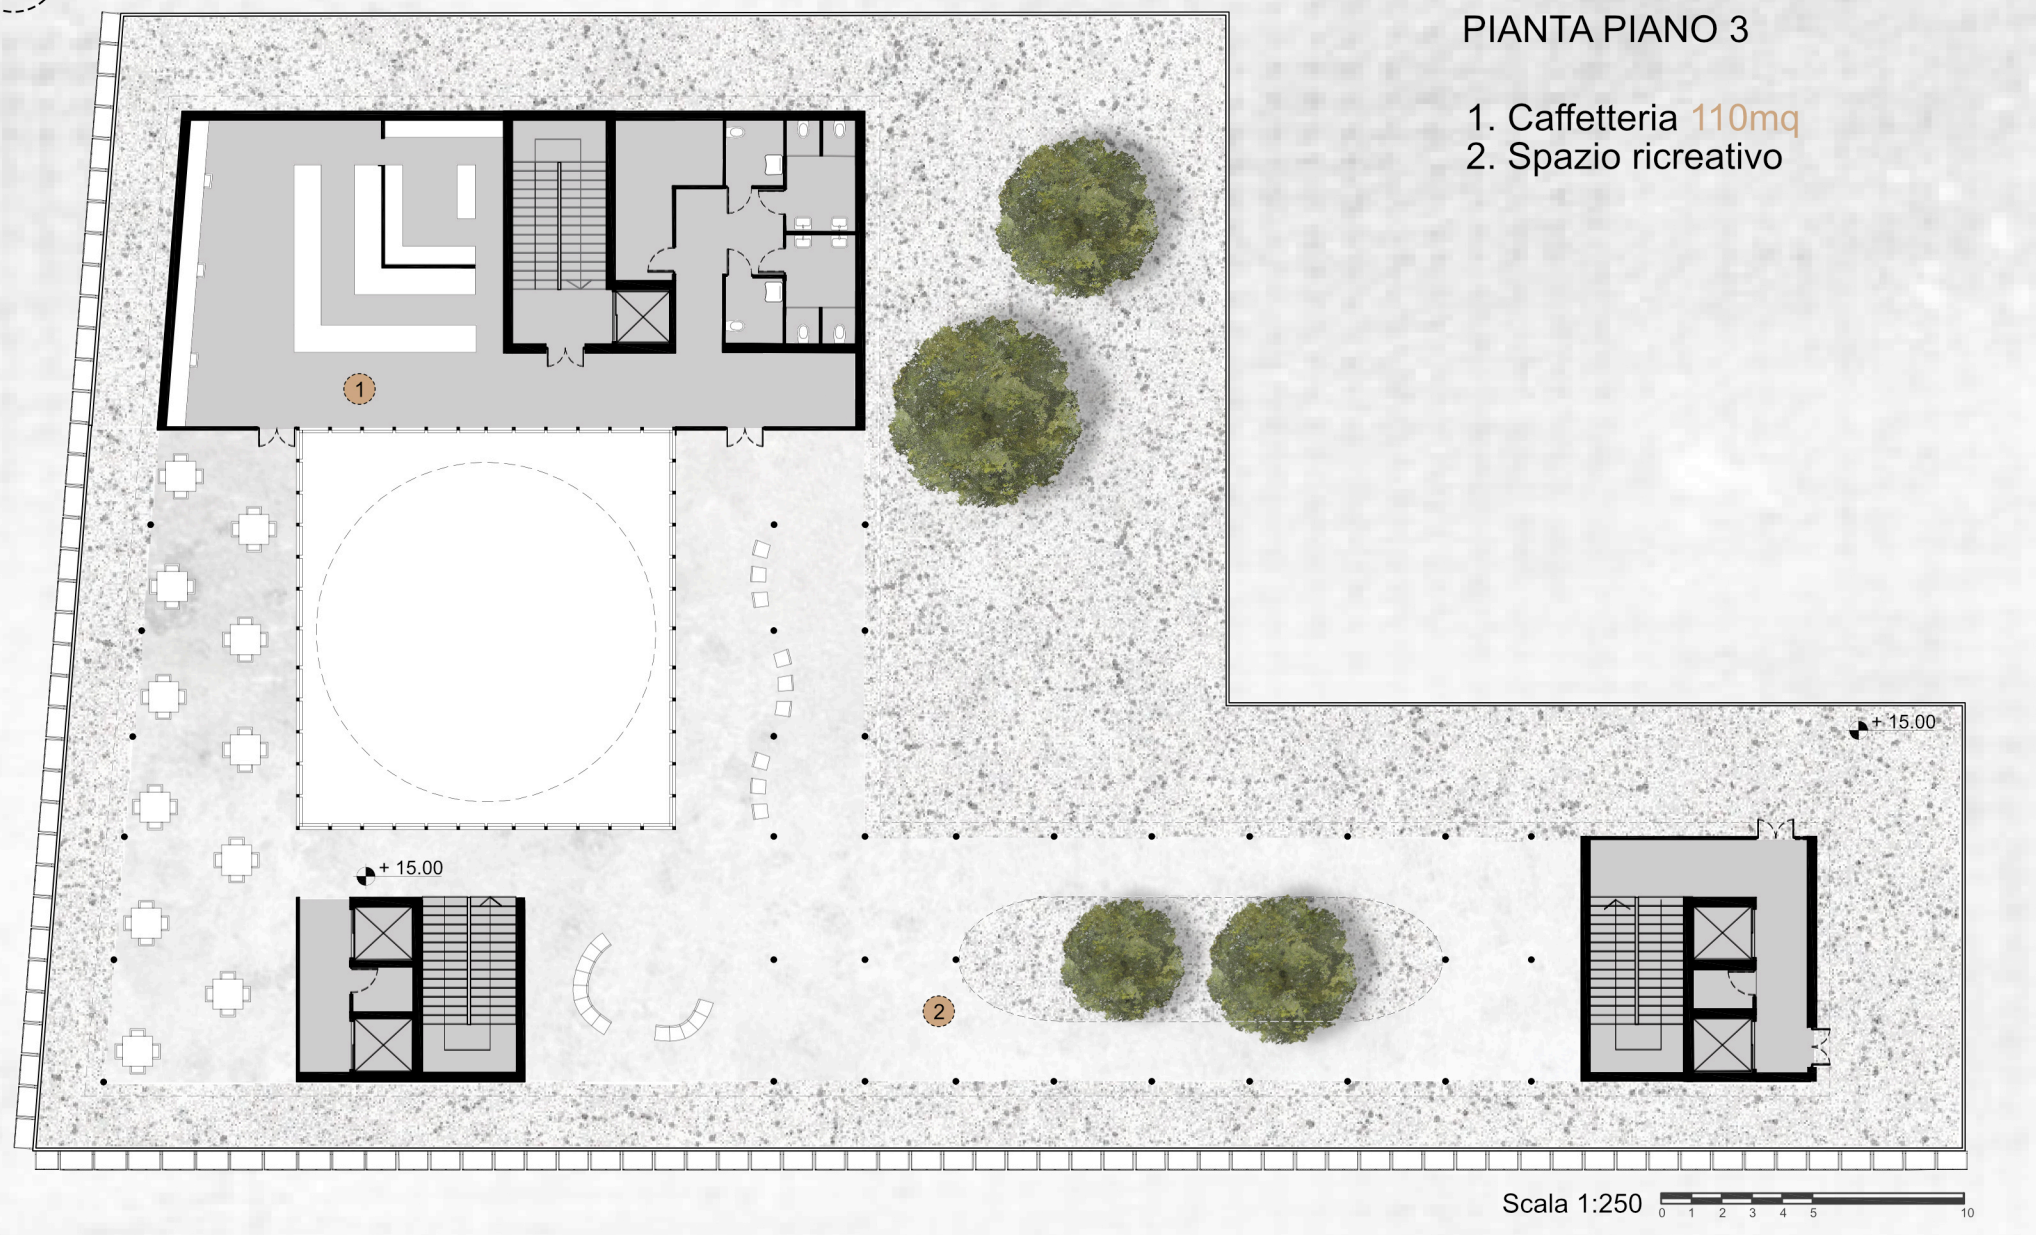 PIANTA PIANO 3
1. Caffetteria 110mq
2. Spazio ricreativo
1
+ 15.00
+ 15.00
2
Scala 1:250
0 1 2 3 4 5 10